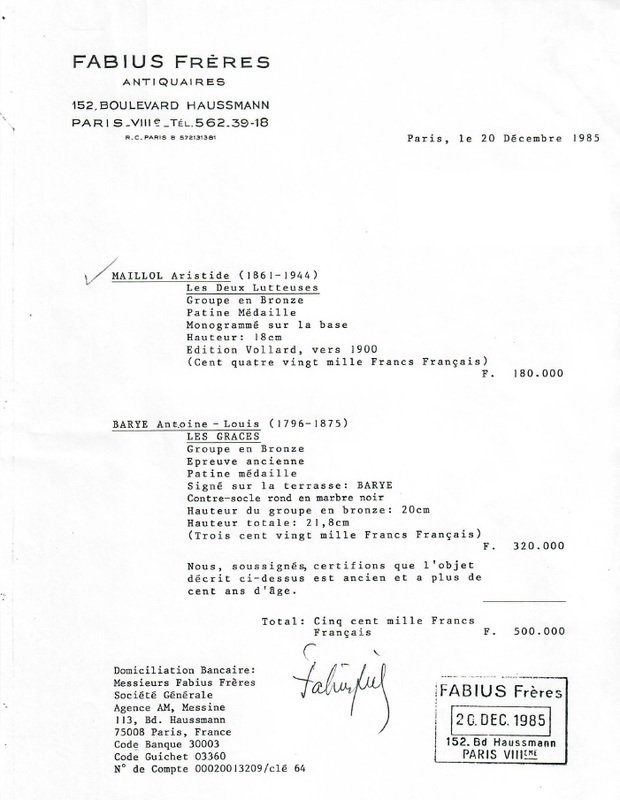 FABIUS FRÈRES
ANTIQUAIRES
152, BOULEVARD HAUSSMANN
PARIS_VIIIe_TÉL. 562.39-18
R.C. PARIS B 572131381
Paris, le 20 Décembre 1985
MAILLOL Aristide (1861-1944)
Les Deux Lutteuses
Groupe en Bronze
Patine Médaille
Monogrammé sur la base
Hauteur: 18cm
Edition Vollard, vers 1900
(Cent quatre vingt mille Francs Français)
F. 180.000
BARYE Antoine - Louis (1796-1875)
LES GRACES
Groupe en Bronze
Epreuve ancienne
Patine médaille
Signé sur la terrasse: BARYE
Contre-socle rond en marbre noir
Hauteur du groupe en bronze: 20cm
Hauteur totale: 21,8cm
(Trois cent vingt mille Francs Français)
F. 320.000
Nous, soussignés, certifions que l'objet
décrit ci-dessus est ancien et a plus de
cent ans d'âge.
Total: Cinq cent mille Francs
Français F. 500.000
Domiciliation Bancaire:
Messieurs Fabius Frères
Société Générale
Agence AM, Messine
113, Bd. Haussmann
75008 Paris, France
Code Banque 30003
Code Guichet 03360
N° de Compte 00020013209/clé 64
FABIUS Frères
20. DEC. 1985
152. Bd Haussmann
PARIS VIIIÈME